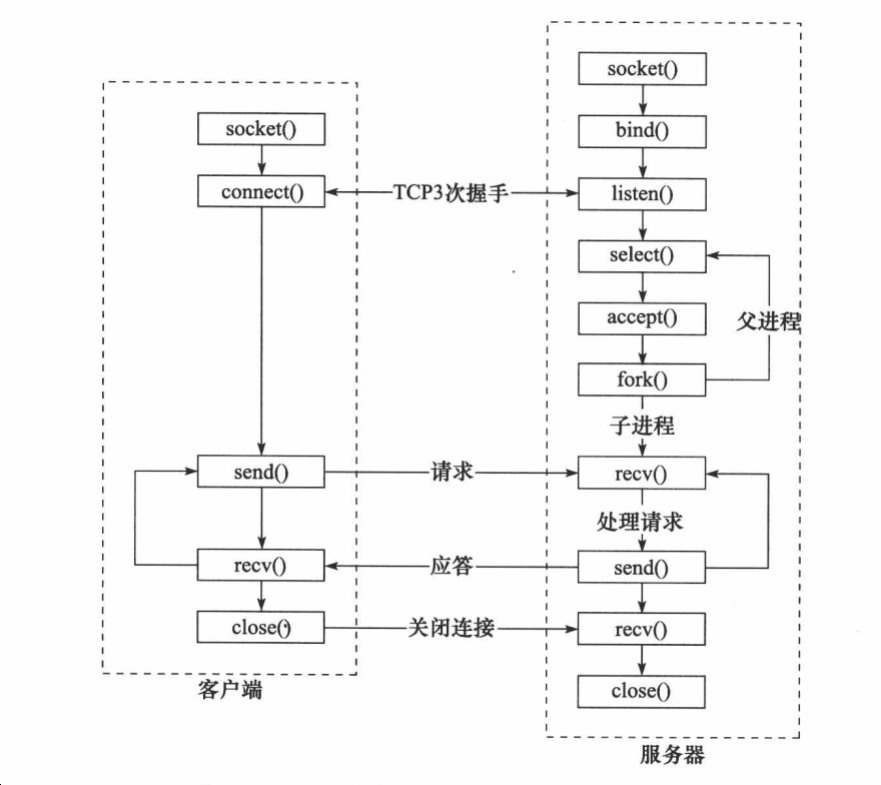 socket()
socket()
bind()
connect()
TCP3次握手
listen()
select()
accept()
父进程
fork()
子进程
send()
请求
recv()
处理请求
recv()
应答
send()
close()
关闭连接
recv()
客户端
close()
服务器